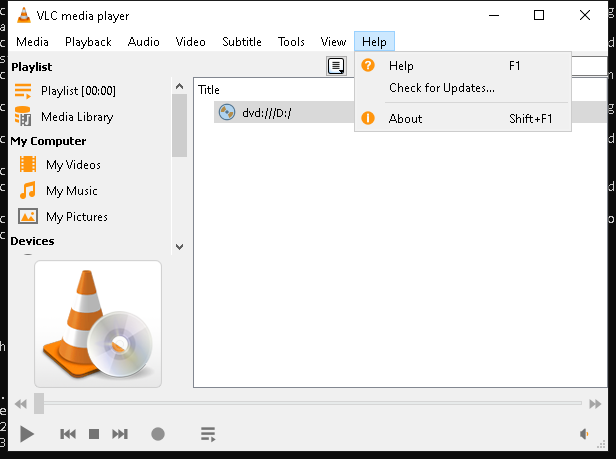 VLC media player
Media Playback Audio Video Subtitle Tools View Help
Playlist
Playlist [00:00]
Media Library
My Computer
My Videos
My Music
My Pictures
Devices
Title
dvd:///D:/
Help F1
Check for Updates...
About Shift+F1